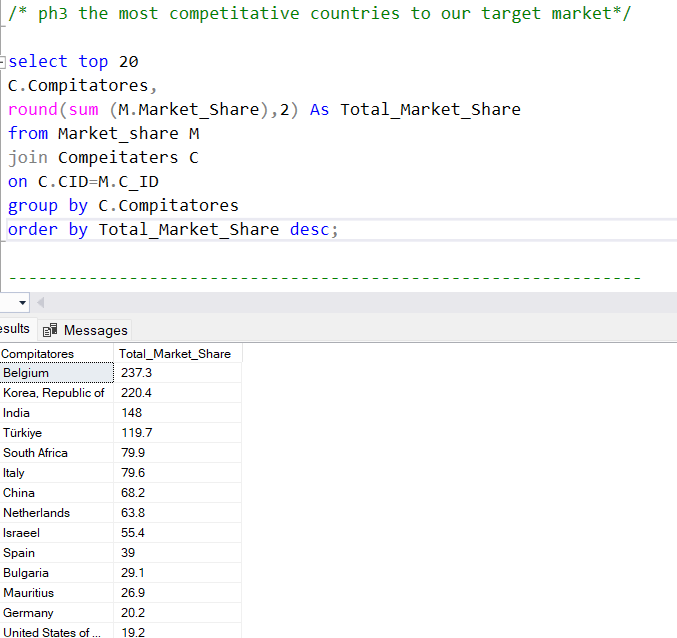 /* ph3 the most competitative countries to our target market*/
select top 20
C.Compitatores,
round(sum (M.Market_Share),2) As Total_Market_Share
from Market_share M
join Compeitaters C
on C.CID=M.C_ID
group by C.Compitatores
order by Total_Market_Share desc;
---------------------------------------------------------------
esults Messages
Compitatores Total_Market_Share
Belgium 237.3
Korea, Republic of 220.4
India 148
Türkiye 119.7
South Africa 79.9
Italy 79.6
China 68.2
Netherlands 63.8
Israeel 55.4
Spain 39
Bulgaria 29.1
Mauritius 26.9
Germany 20.2
United States of ... 19.2